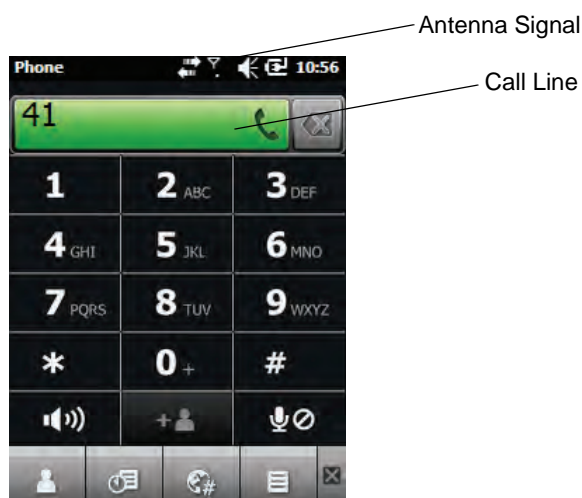 Antenna Signal
Phone 10:56
Call Line
41
1 2 ABC 3 DEF
4 GHI 5 JKL 6 MNO
7 PQRS 8 TUV 9 WXYZ
* 0 + #
+
#